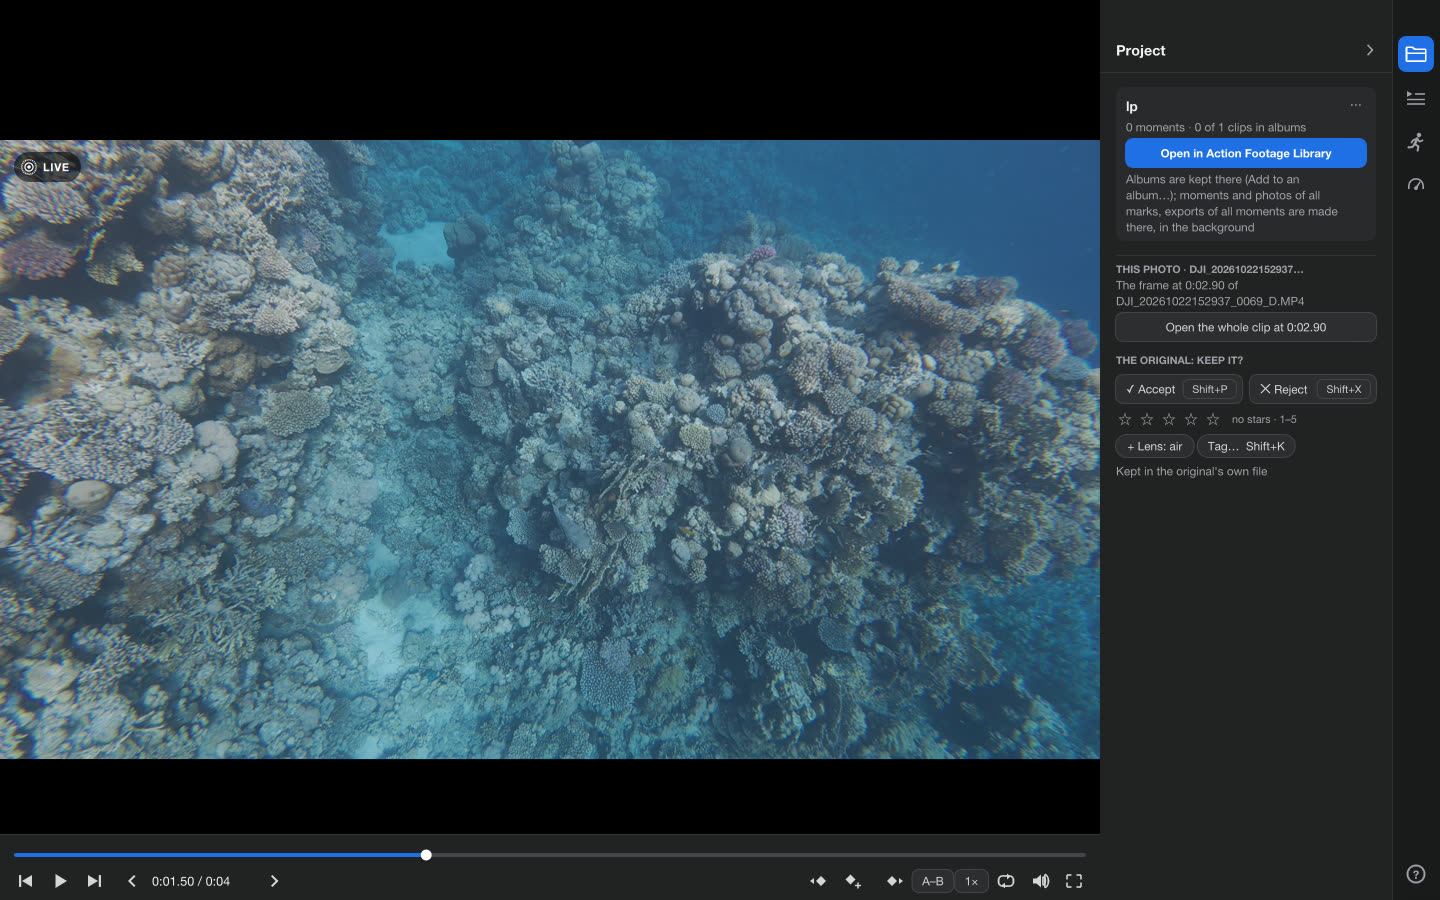 LIVE
Project
lp
0 moments · 0 of 1 clips in albums
Open in Action Footage Library
Albums are kept there (Add to an
album…); moments and photos of all
marks, exports of all moments are made
there, in the background
THIS PHOTO · DJI_20261022152937…
The frame at 0:02.90 of
DJI_20261022152937_0069_D.MP4
Open the whole clip at 0:02.90
THE ORIGINAL: KEEP IT?
✓ Accept Shift+P ✕ Reject Shift+X
☆ ☆ ☆ ☆ ☆ no stars · 1–5
+ Lens: air Tag… Shift+K
Kept in the original's own file
0:01.50 / 0:04 A–B 1×